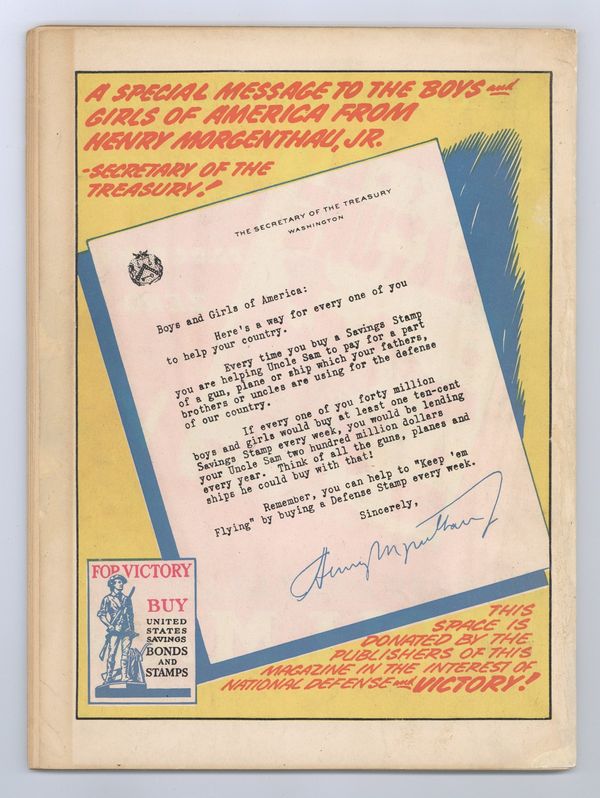 A SPECIAL MESSAGE TO THE BOYS and
GIRLS OF AMERICA FROM
HENRY MORGENTHAU, JR.
-SECRETARY OF THE
TREASURY!
THE SECRETARY OF THE TREASURY
WASHINGTON
Boys and Girls of America:
Here's a way for every one of you
to help your country.
Every time you buy a Savings Stamp
you are helping Uncle Sam to pay for a part
of a gun, plane or ship which your fathers,
brothers or uncles are using for the defense
of our country.
If every one of you forty million
boys and girls would buy at least one ten-cent
Savings Stamp every week, you would be lending
your Uncle Sam two hundred million dollars
every year. Think of all the guns, planes and
ships he could buy with that!
Remember, you can help to "Keep 'em
Flying" by buying a Defense Stamp every week.
Sincerely,
Henry Morgenthau Jr
FOR VICTORY
BUY
UNITED
STATES
SAVINGS
BONDS
AND
STAMPS
THIS
SPACE IS
DONATED BY THE
PUBLISHERS OF THIS
MAGAZINE IN THE INTEREST OF
NATIONAL DEFENSE and VICTORY!